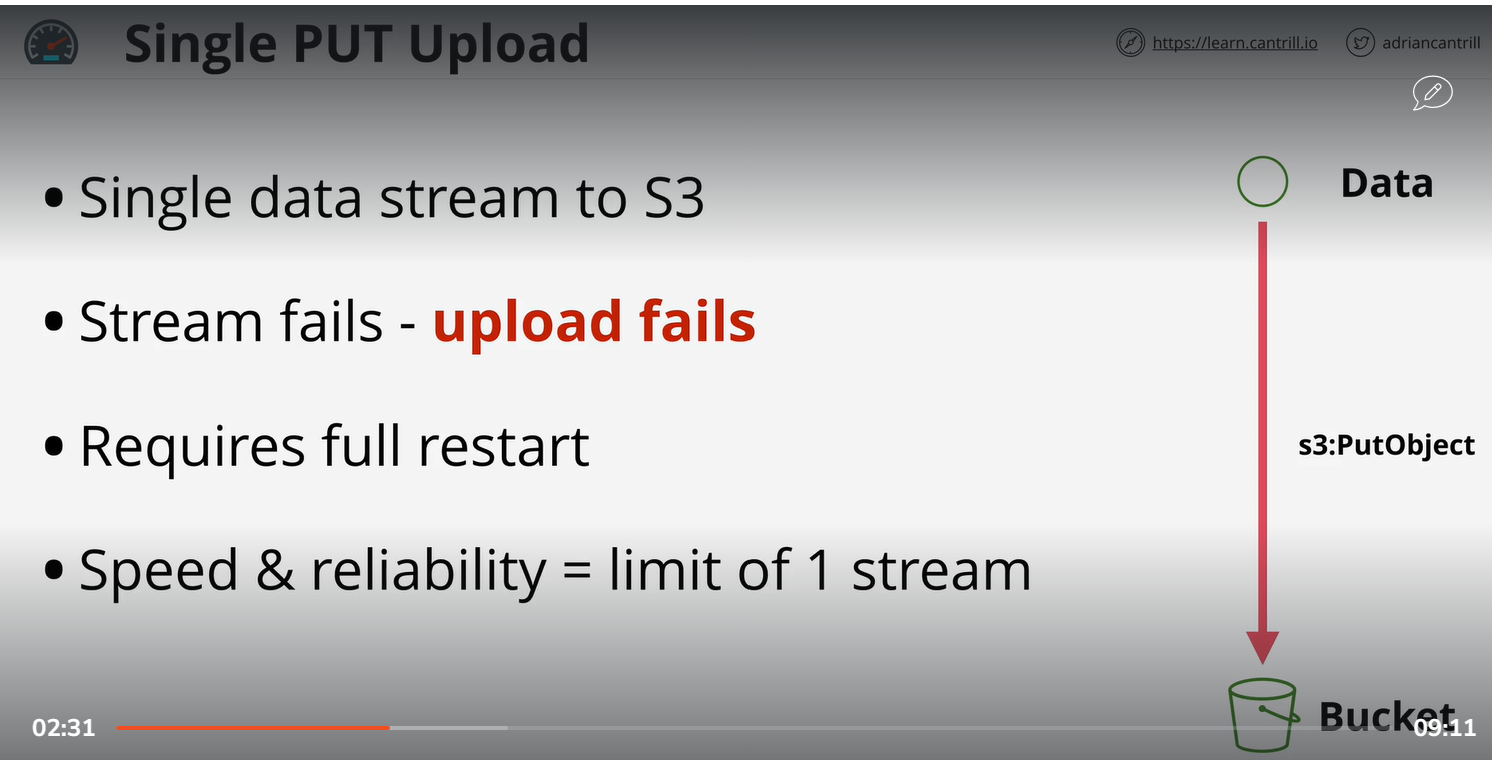 Single PUT Upload
https://learn.cantrill.io
adriancantrill
• Single data stream to S3
Data
• Stream fails - upload fails
• Requires full restart
s3:PutObject
• Speed & reliability = limit of 1 stream
Bucket
02:31
09:11